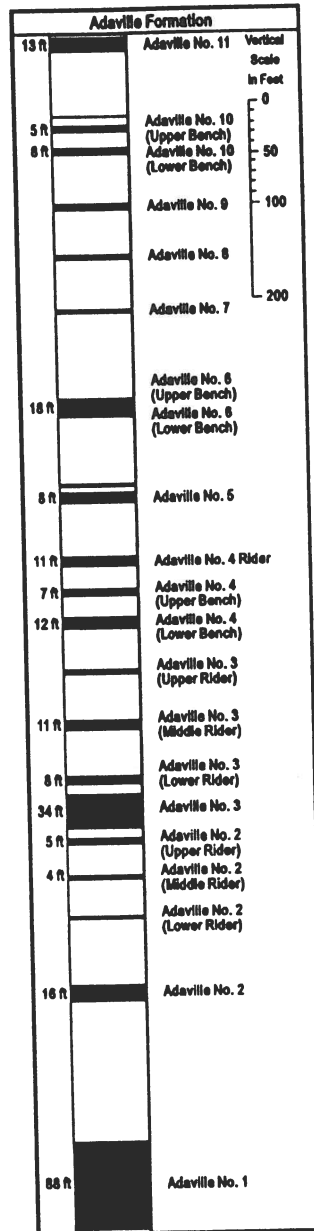 Adaville Formation
13 ft Adaville No. 11
Vertical
Scale
In Feet
0
50
100
200
5 ft Adaville No. 10
(Upper Bench)
8 ft Adaville No. 10
(Lower Bench)
Adaville No. 9
Adaville No. 8
Adaville No. 7
Adaville No. 6
(Upper Bench)
18 ft Adaville No. 6
(Lower Bench)
8 ft Adaville No. 5
11 ft Adaville No. 4 Rider
7 ft Adaville No. 4
(Upper Bench)
12 ft Adaville No. 4
(Lower Bench)
Adaville No. 3
(Upper Rider)
11 ft Adaville No. 3
(Middle Rider)
8 ft Adaville No. 3
(Lower Rider)
34 ft Adaville No. 3
5 ft Adaville No. 2
(Upper Rider)
4 ft Adaville No. 2
(Middle Rider)
Adaville No. 2
(Lower Rider)
16 ft Adaville No. 2
88 ft Adaville No. 1